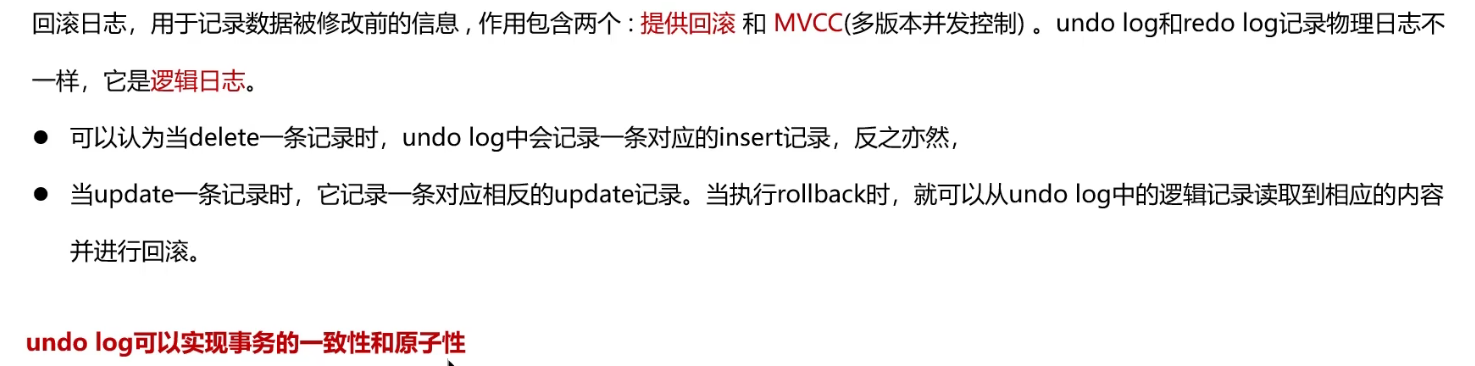 回滚日志，用于记录数据被修改前的信息 , 作用包含两个 : 提供回滚 和 MVCC(多版本并发控制) 。undo log和redo log记录物理日志不
一样，它是逻辑日志。
● 可以认为当delete一条记录时，undo log中会记录一条对应的insert记录，反之亦然，
● 当update一条记录时，它记录一条对应相反的update记录。当执行rollback时，就可以从undo log中的逻辑记录读取到相应的内容
并进行回滚。
undo log可以实现事务的一致性和原子性